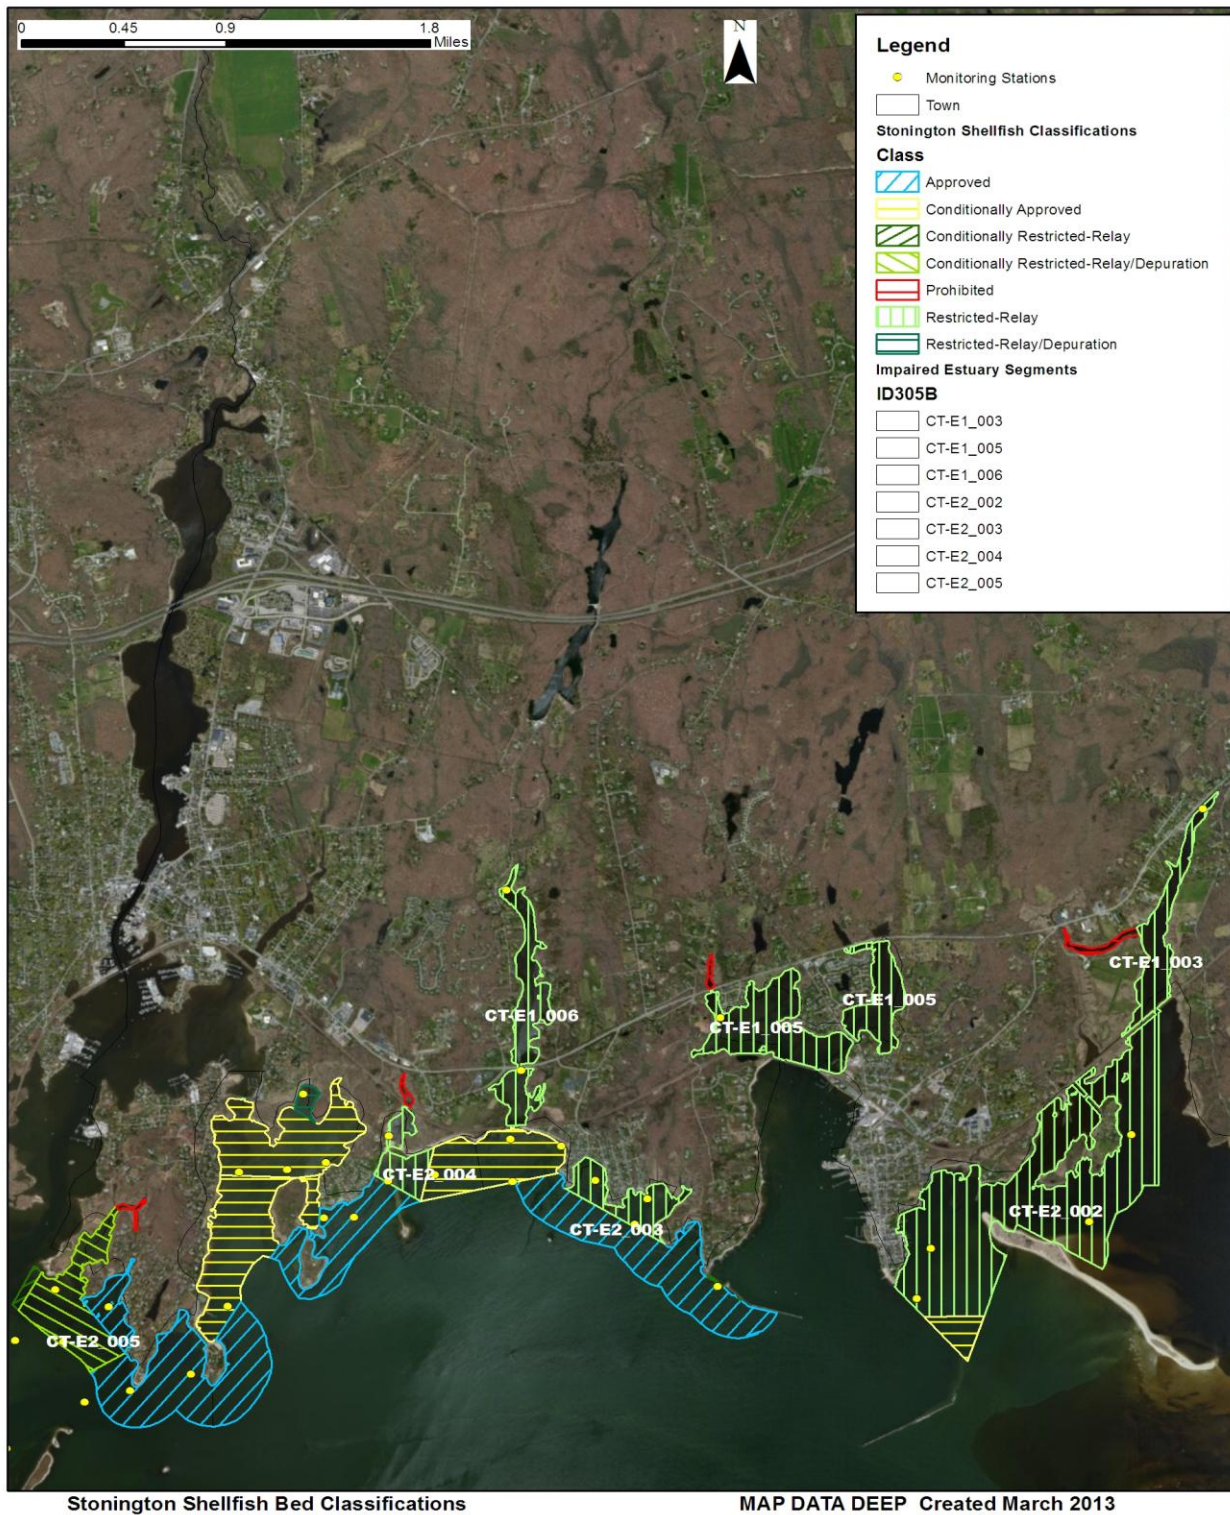 0 0.45 0.9 1.8
Miles
N
Legend
Monitoring Stations
Town
Stonington Shellfish Classifications
Class
Approved
Conditionally Approved
Conditionally Restricted-Relay
Conditionally Restricted-Relay/Depuration
Prohibited
Restricted-Relay
Restricted-Relay/Depuration
Impaired Estuary Segments
ID305B
CT-E1_003
CT-E1_005
CT-E1_006
CT-E2_002
CT-E2_003
CT-E2_004
CT-E2_005
CT-E1_003
CT-E1_005
CT-E1_006
CT-E1_005
CT-E2_004
CT-E2_002
CT-E2_003
CT-E2_005
Stonington Shellfish Bed Classifications
MAP DATA DEEP Created March 2013